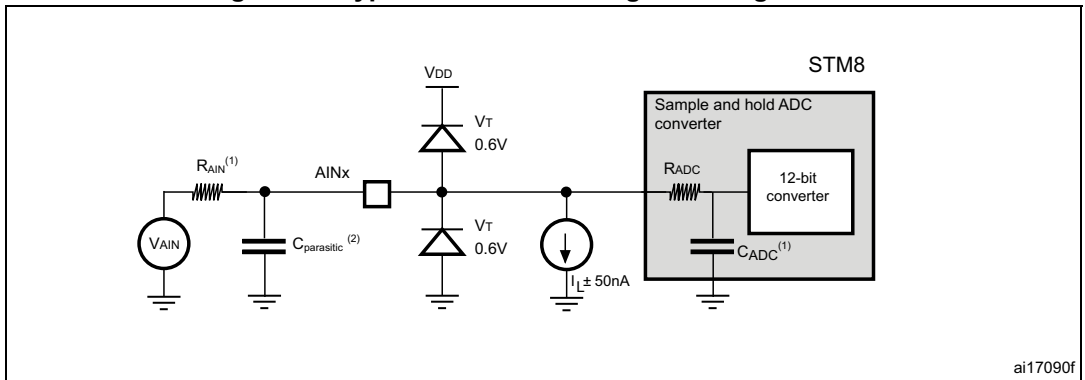 STM8
VDD
Sample and hold ADC
converter
VT
0.6V
RAIN(1)
AINx
RADC
12-bit
converter
VAIN
Cparasitic (2)
VT
0.6V
IL± 50nA
CADC(1)
ai17090f